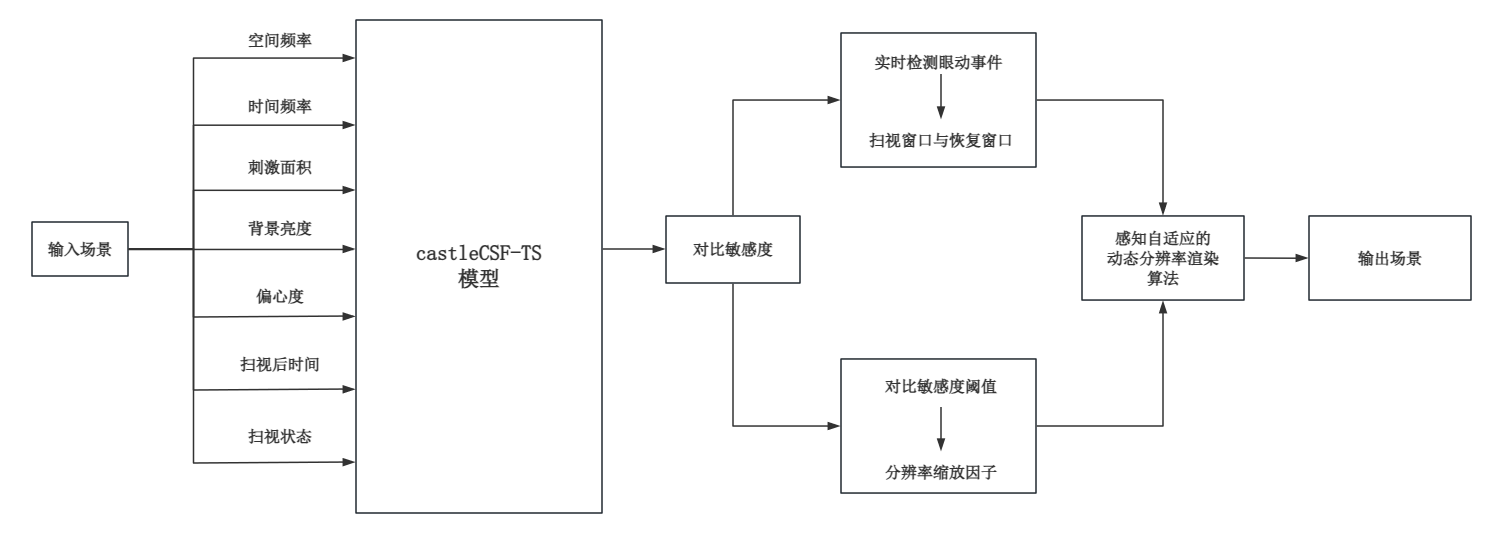 空间频率
时间频率
刺激面积
背景亮度
偏心度
扫视后时间
扫视状态
输入场景
castleCSF-TS
模型
对比敏感度
实时检测眼动事件
扫视窗口与恢复窗口
对比敏感度阈值
分辨率缩放因子
感知自适应的
动态分辨率渲染
算法
输出场景